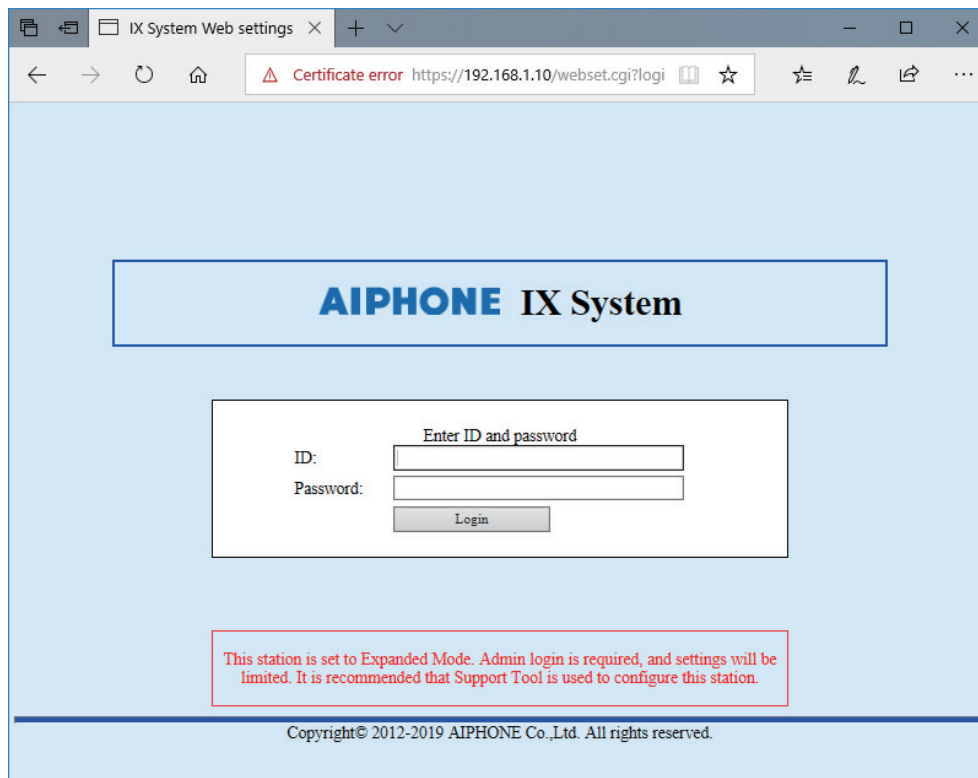 IX System Web settings
Certificate error https://192.168.1.10/webset.cgi?logi
AIPHONE IX System
Enter ID and password
ID:
Password:
Login
This station is set to Expanded Mode. Admin login is required, and settings will be
limited. It is recommended that Support Tool is used to configure this station.
Copyright© 2012-2019 AIPHONE Co.,Ltd. All rights reserved.